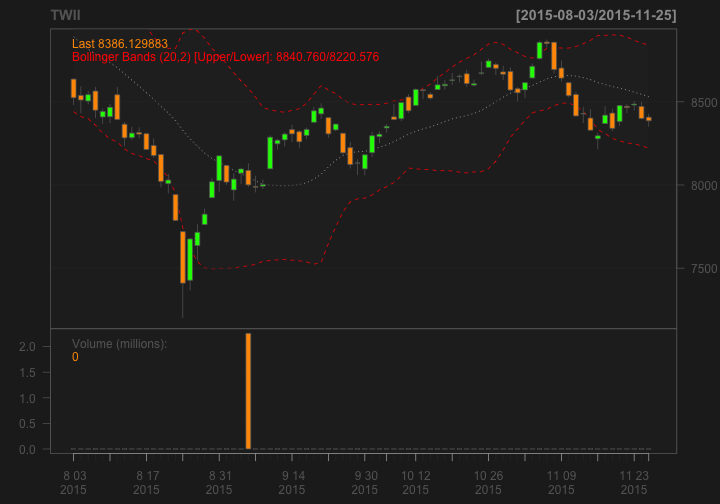 TWII [2015-08-03/2015-11-25]
Last 8386.129883
Bollinger Bands (20,2) [Upper/Lower]: 8840.760/8220.576
8500
8000
7500
Volume (millions):
0
2.0
1.5
1.0
0.5
0.0
8 03 8 17 8 31 9 14 9 30 10 12 10 26 11 09 11 23
2015 2015 2015 2015 2015 2015 2015 2015 2015